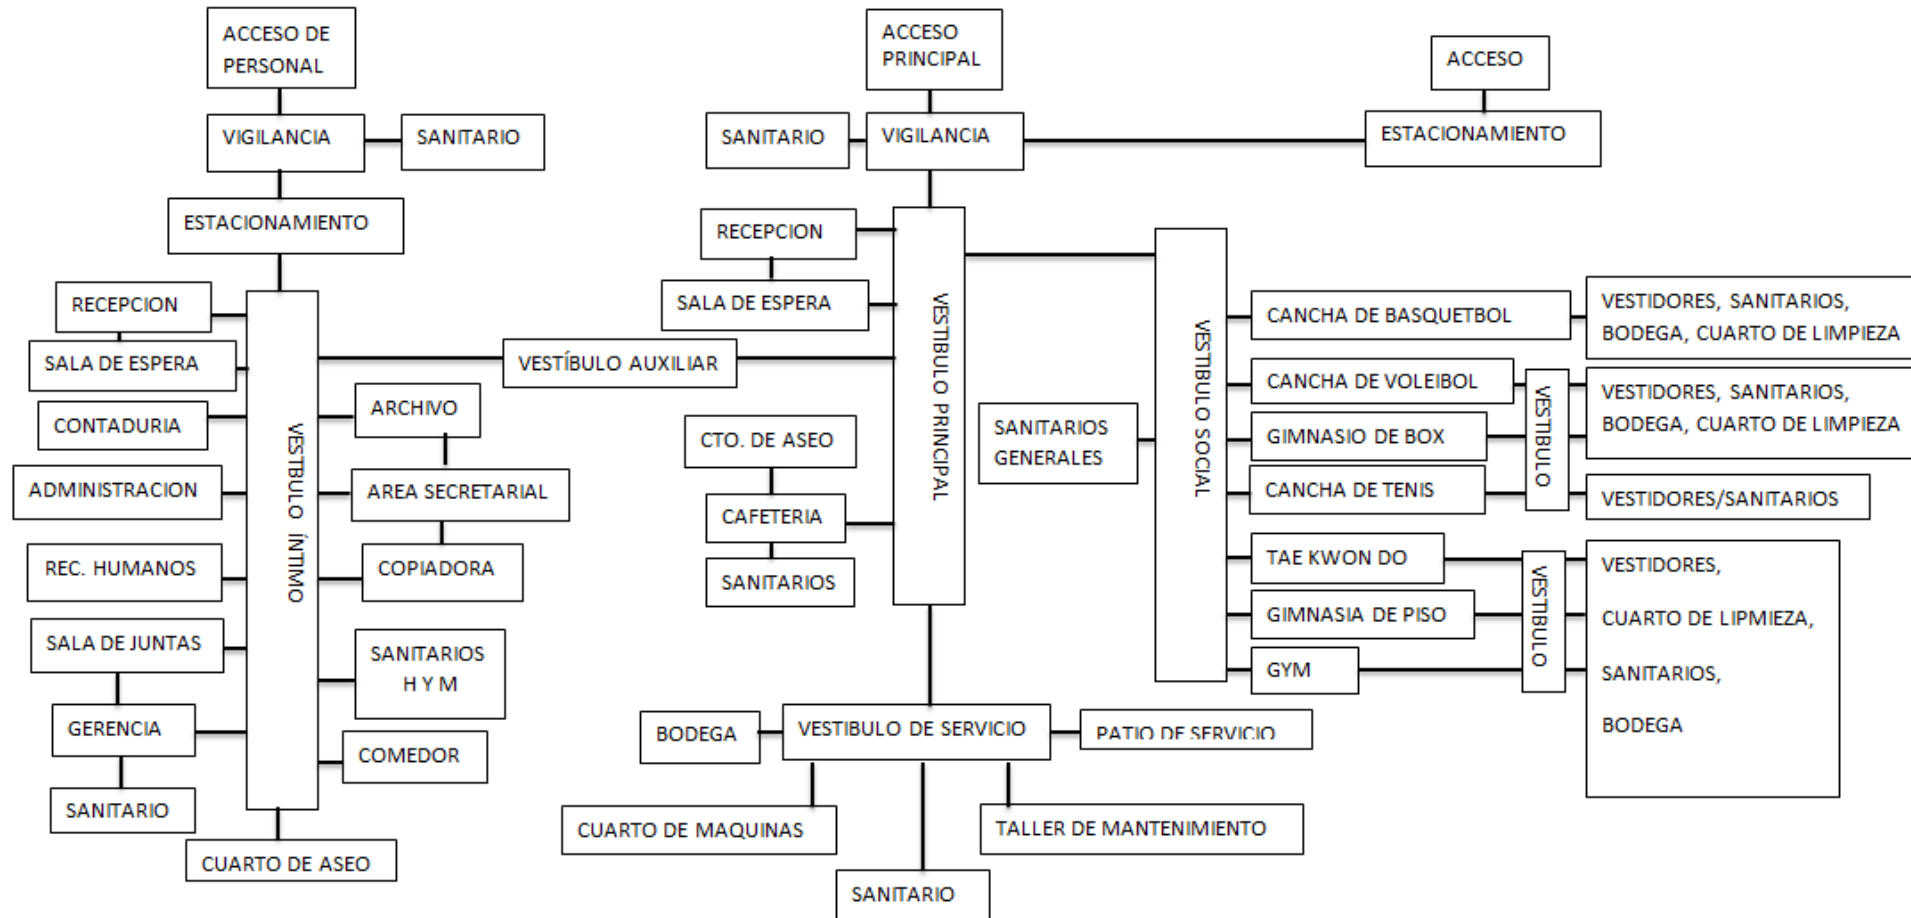 ACCESO DE
PERSONAL
ACCESO
PRINCIPAL
ACCESO
VIGILANCIA
SANITARIO
SANITARIO
VIGILANCIA
ESTACIONAMIENTO
ESTACIONAMIENTO
RECEPCION
SALA DE ESPERA
CONTADURIA
ADMINISTRACION
REC. HUMANOS
SALA DE JUNTAS
GERENCIA
SANITARIO
VESTBULO ÍNTIMO
ARCHIVO
AREA SECRETARIAL
COPIADORA
SANITARIOS
H Y M
COMEDOR
CUARTO DE ASEO
VESTÍBULO AUXILIAR
RECEPCION
SALA DE ESPERA
CTO. DE ASEO
CAFETERIA
SANITARIOS
VESTIBULO PRINCIPAL
SANITARIOS
GENERALES
VESTIBULO SOCIAL
CANCHA DE BASQUETBOL
VESTIDORES, SANITARIOS,
BODEGA, CUARTO DE LIMPIEZA
CANCHA DE VOLEIBOL
GIMNASIO DE BOX
CANCHA DE TENIS
VESTIBULO
VESTIDORES, SANITARIOS,
BODEGA, CUARTO DE LIMPIEZA
VESTIDORES/SANITARIOS
TAE KWON DO
GIMNASIA DE PISO
GYM
VESTIBULO
VESTIDORES,
CUARTO DE LIPMIEZA,
SANITARIOS,
BODEGA
BODEGA
VESTIBULO DE SERVICIO
PATIO DE SERVICIO
CUARTO DE MAQUINAS
TALLER DE MANTENIMIENTO
SANITARIO